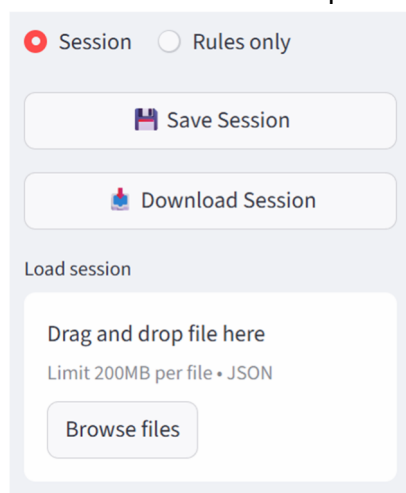 Session Rules only
Save Session
Download Session
Load session
Drag and drop file here
Limit 200MB per file • JSON
Browse files